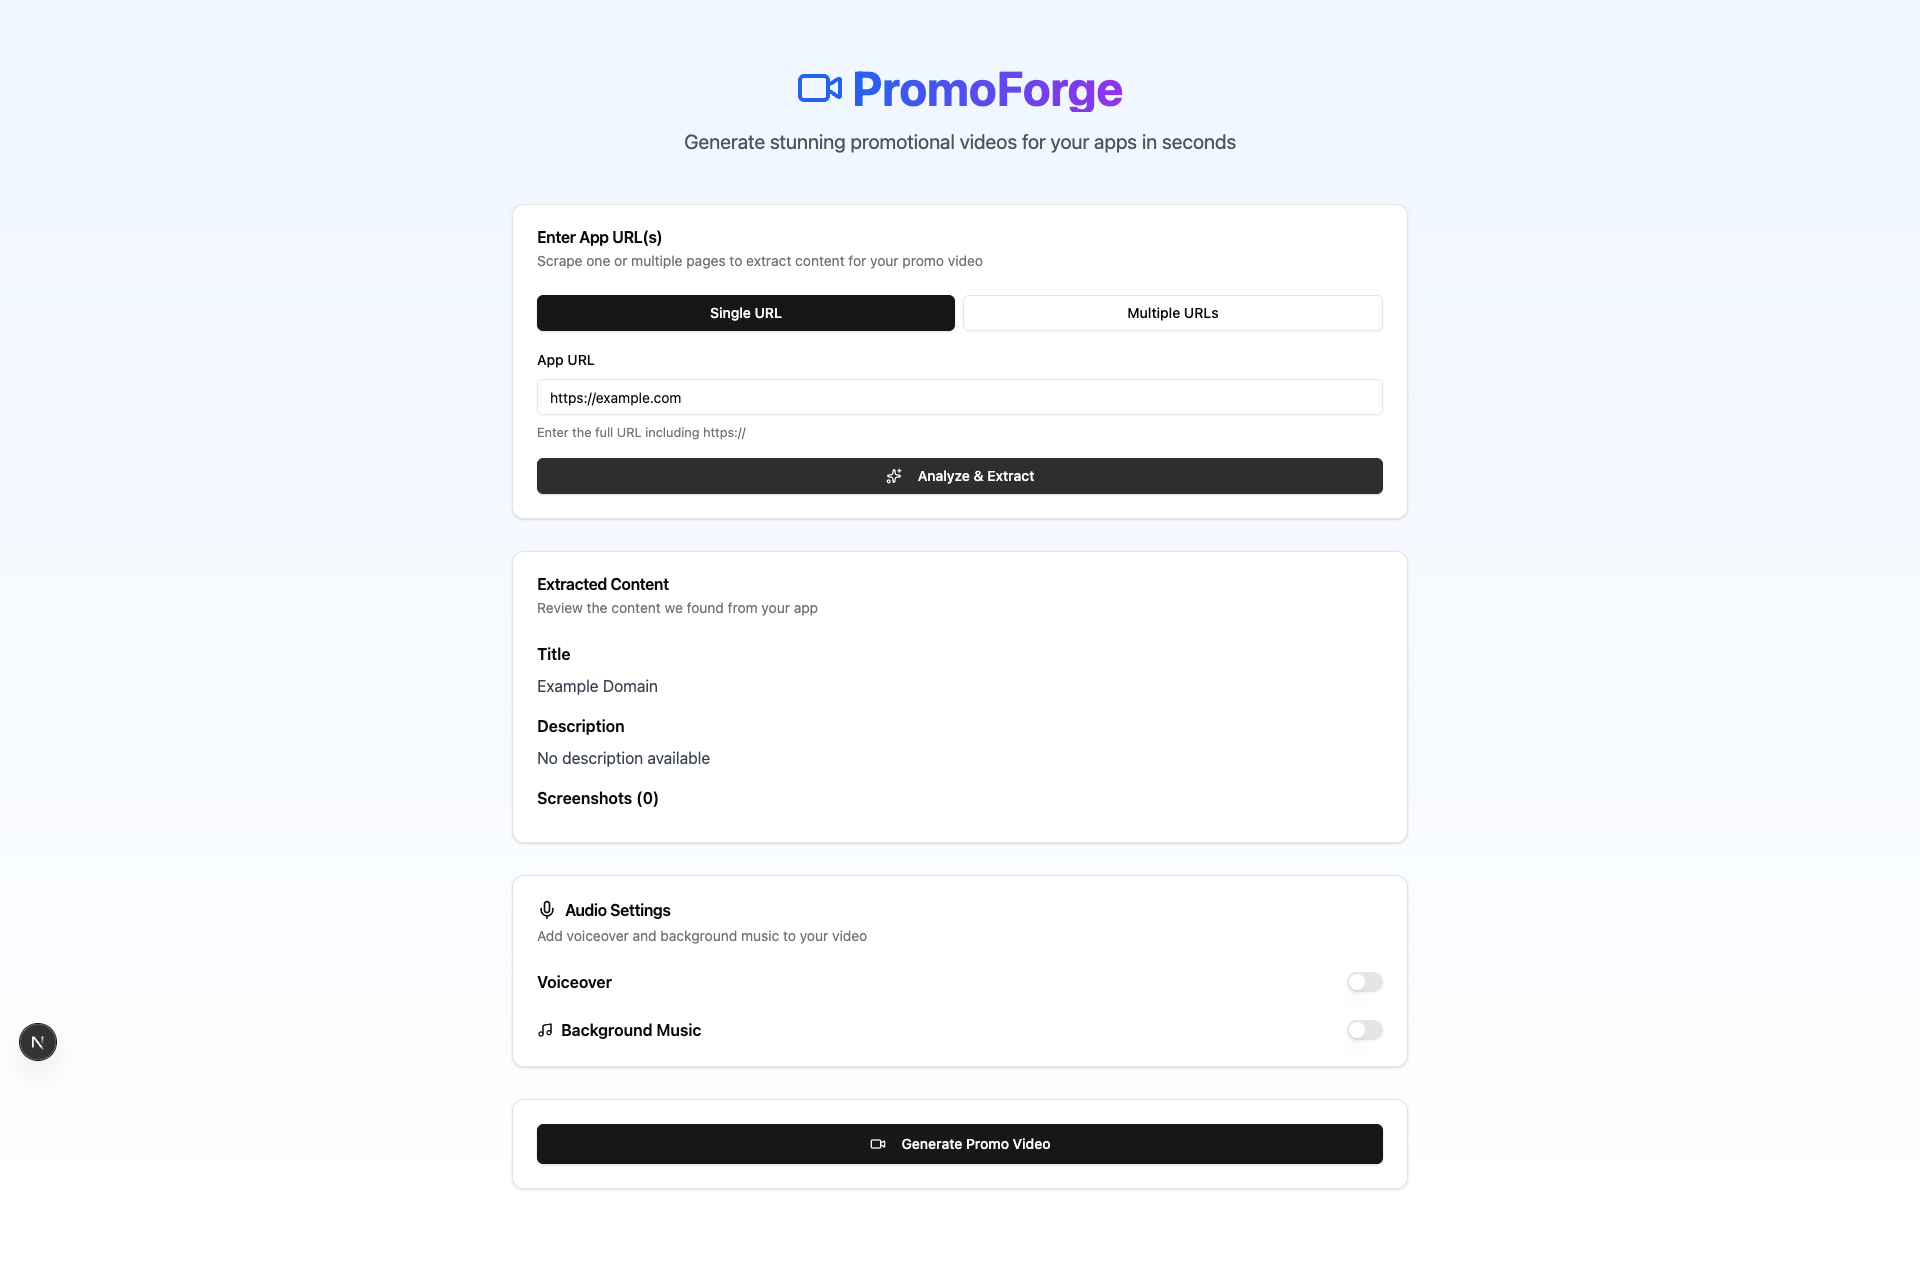 PromoForge
Generate stunning promotional videos for your apps in seconds
Enter App URL(s)
Scrape one or multiple pages to extract content for your promo video
Single URL
Multiple URLs
App URL
https://example.com
Enter the full URL including https://
Analyze & Extract
Extracted Content
Review the content we found from your app
Title
Example Domain
Description
No description available
Screenshots (0)
Audio Settings
Add voiceover and background music to your video
Voiceover
Background Music
N
Generate Promo Video